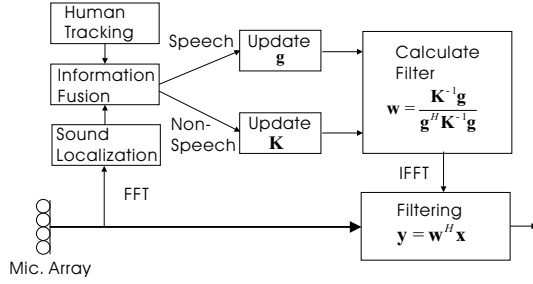 Human
Tracking
Information
Fusion
Sound
Localization
FFT
Mic. Array
Speech
Non-
Speech
Update
g
Update
K
Calculate
Filter
w = K⁻¹g / gᴴK⁻¹g
IFFT
Filtering
y = wᴴx